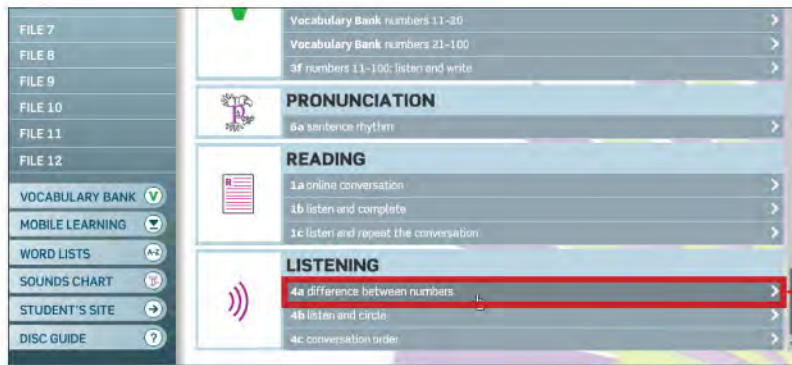 FILE 7
FILE 8
FILE 9
FILE 10
FILE 11
FILE 12
VOCABULARY BANK V
MOBILE LEARNING
WORD LISTS A-Z
SOUNDS CHART
STUDENT'S SITE
DISC GUIDE ?
Vocabulary Bank numbers 11-20
Vocabulary Bank numbers 21-100
3f numbers 11-100: listen and write
PRONUNCIATION
6a sentence rhythm
R
READING
1a online conversation
1b listen and complete
1c listen and repeat the conversation
LISTENING
4a difference between numbers
4b listen and circle
4c conversation order